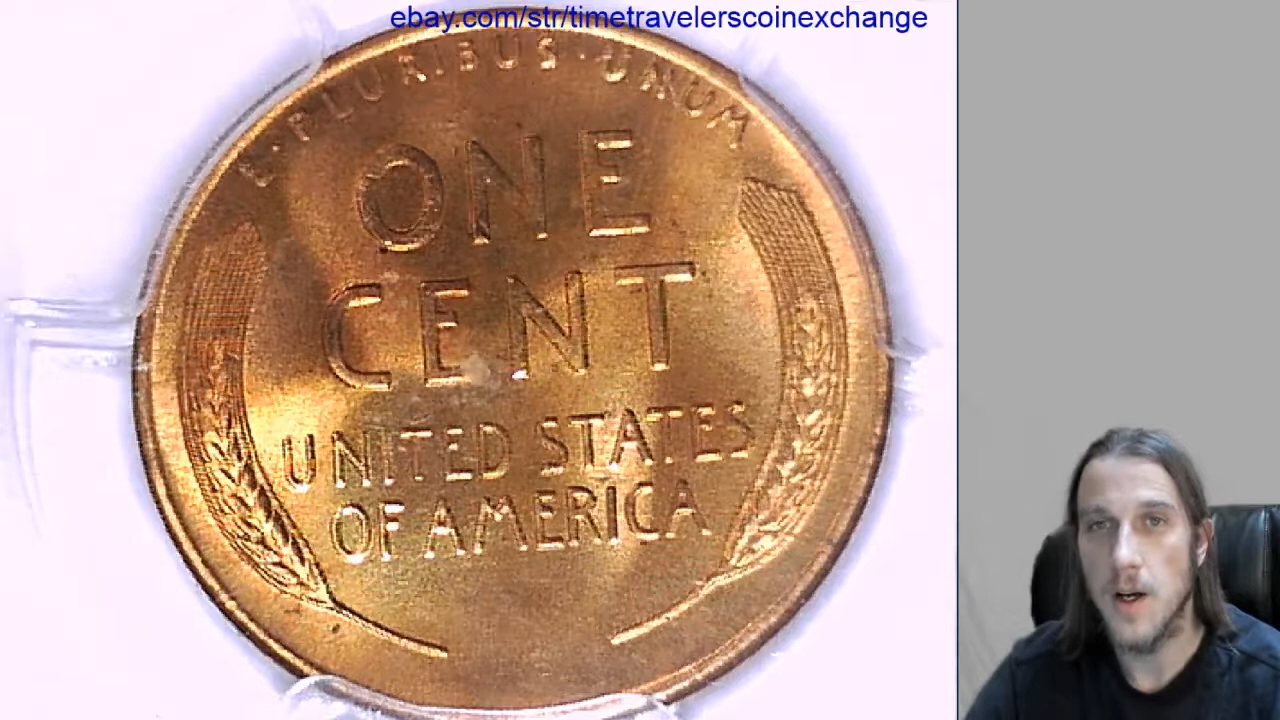 ebay.com/str/timetravelerscoinexchange
E·PLURIBUS·UNUM
ONE
CENT
UNITED STATES
OF AMERICA